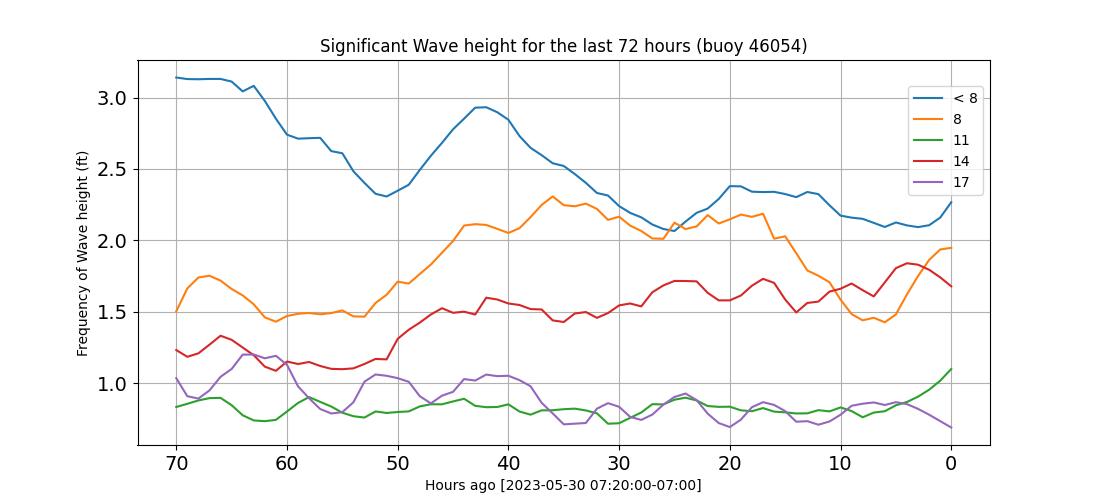 Significant Wave height for the last 72 hours (buoy 46054)
Frequency of Wave height (ft)
3.0
2.5
2.0
1.5
1.0
< 8
8
11
14
17
70 60 50 40 30 20 10 0
Hours ago [2023-05-30 07:20:00-07:00]